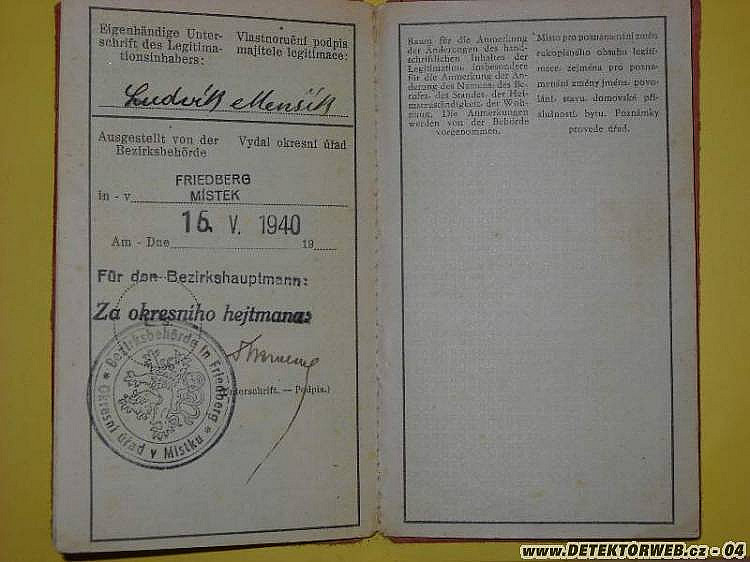 Eigenhändige Unter-
schrift des Legitima-
tionsinhabers:
Vlastnoruční podpis
majitele legitimace:
Ludvík Menšík
Ausgestellt von der
Bezirksbehörde
Vydal okresní úřad
FRIEDBERG
in - v MÍSTEK
15. V. 1940
Am - Dne 19
Für den Bezirkshauptmann:
Za okresního hejtmana:
Bezirksbehörde in Friedberg
Okresní úřad v Místku
(Unterschrift. — Podpis.)
Raum für die Anmerkung
der Änderungen des hand-
schriftlichen Inhaltes der
Legitimation, insbesondere
für die Anmerkung der Än-
derung des Namens, des Be-
rufes, des Standes, der Hei-
matszuständigkeit, der Woh-
nung. Die Anmerkungen
werden von der Behörde
vorgenommen.
Místo pro poznamenání změn
rukopisného obsahu legiti-
mace, zejména pro pozna-
menání změny jména, povo-
lání, stavu, domovské pří-
slušnosti, bytu. Poznámky
provede úřad.
www.DETEKTORWEB.cz - 04